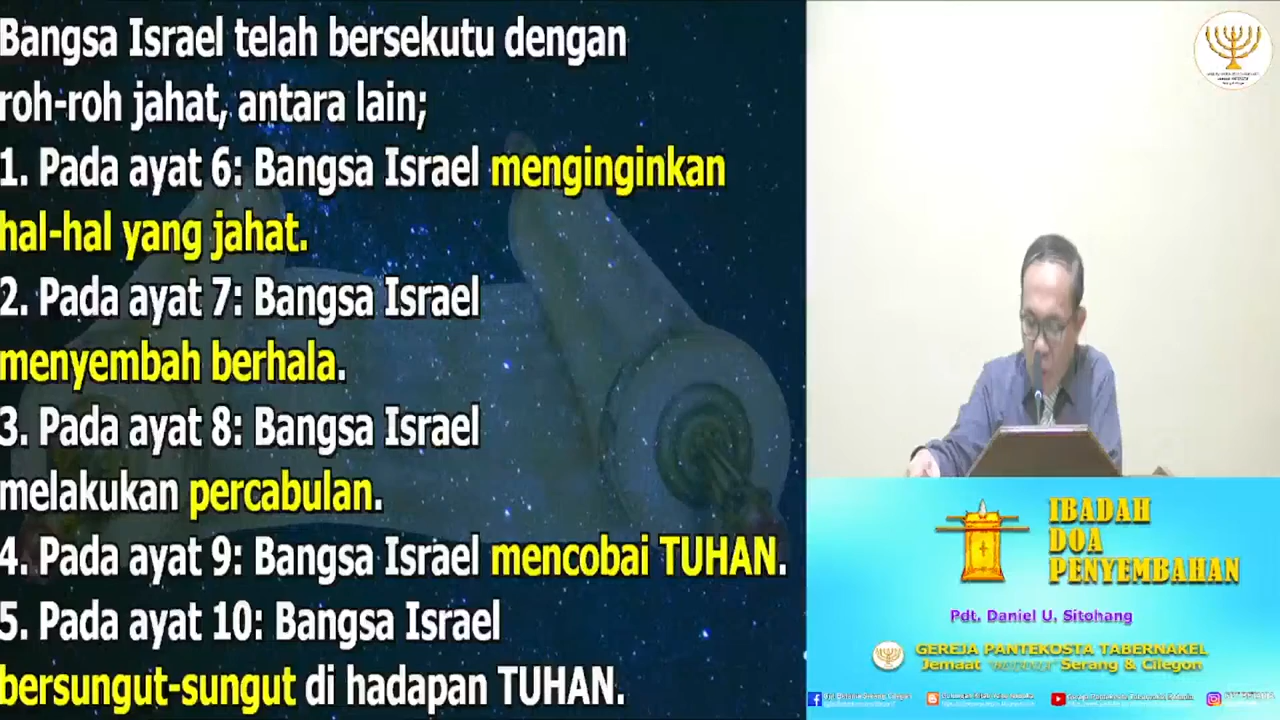 Bangsa Israel telah bersekutu dengan
roh-roh jahat, antara lain;
1. Pada ayat 6: Bangsa Israel menginginkan
hal-hal yang jahat.
2. Pada ayat 7: Bangsa Israel
menyembah berhala.
3. Pada ayat 8: Bangsa Israel
melakukan percabulan.
4. Pada ayat 9: Bangsa Israel mencobai TUHAN.
5. Pada ayat 10: Bangsa Israel
bersungut-sungut di hadapan TUHAN.
IBADAH
DOA
PENYEMBAHAN
Pdt. Daniel U. Sitohang
GEREJA PANTEKOSTA TABERNAKEL
Jemaat Serang & Cilegon